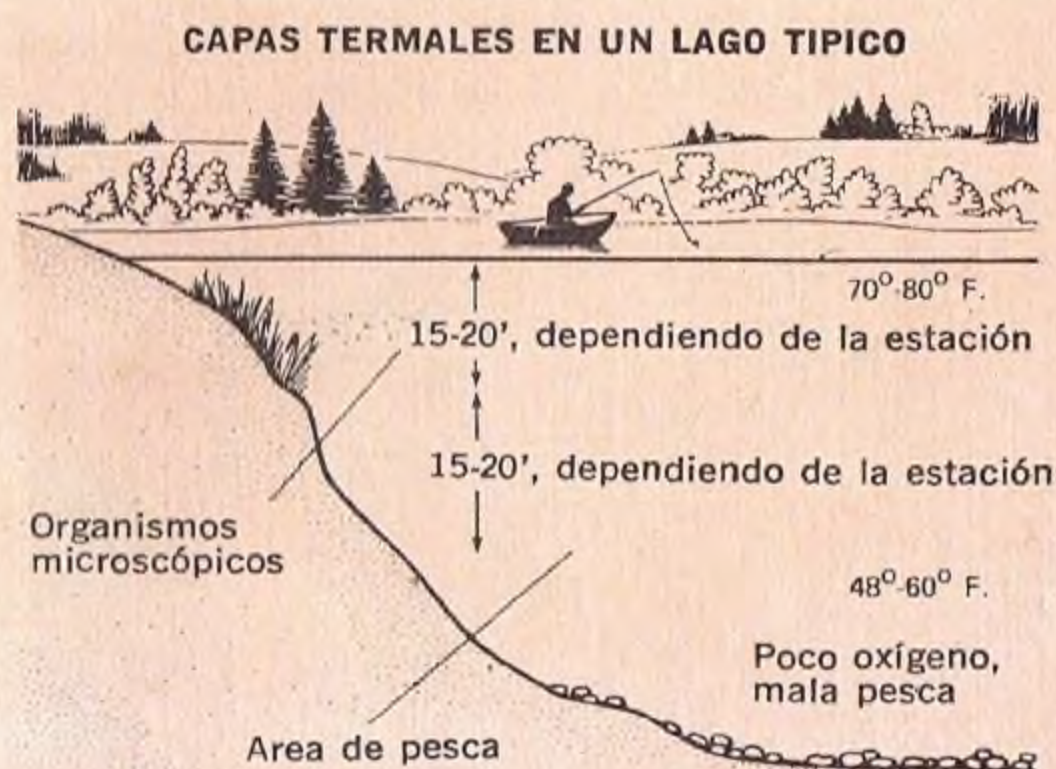 CAPAS TERMALES EN UN LAGO TIPICO
70°-80° F.
15-20', dependiendo de la estación
15-20', dependiendo de la estación
Organismos
microscópicos
48°-60° F.
Poco oxígeno,
mala pesca
Area de pesca